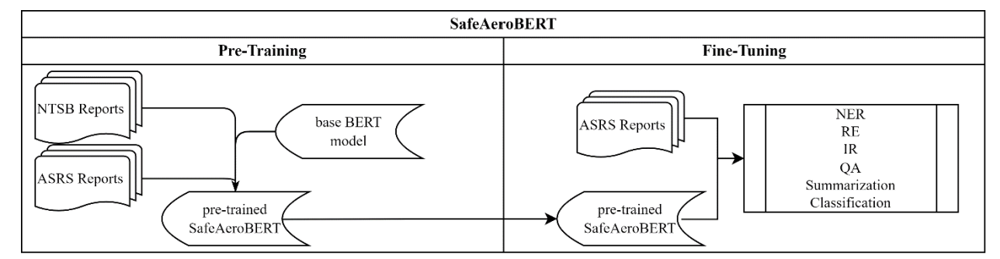 SafeAeroBERT
Pre-Training
Fine-Tuning
NTSB Reports
ASRS Reports
base BERT
model
pre-trained
SafeAeroBERT
ASRS Reports
pre-trained
SafeAeroBERT
NER
RE
IR
QA
Summarization
Classification